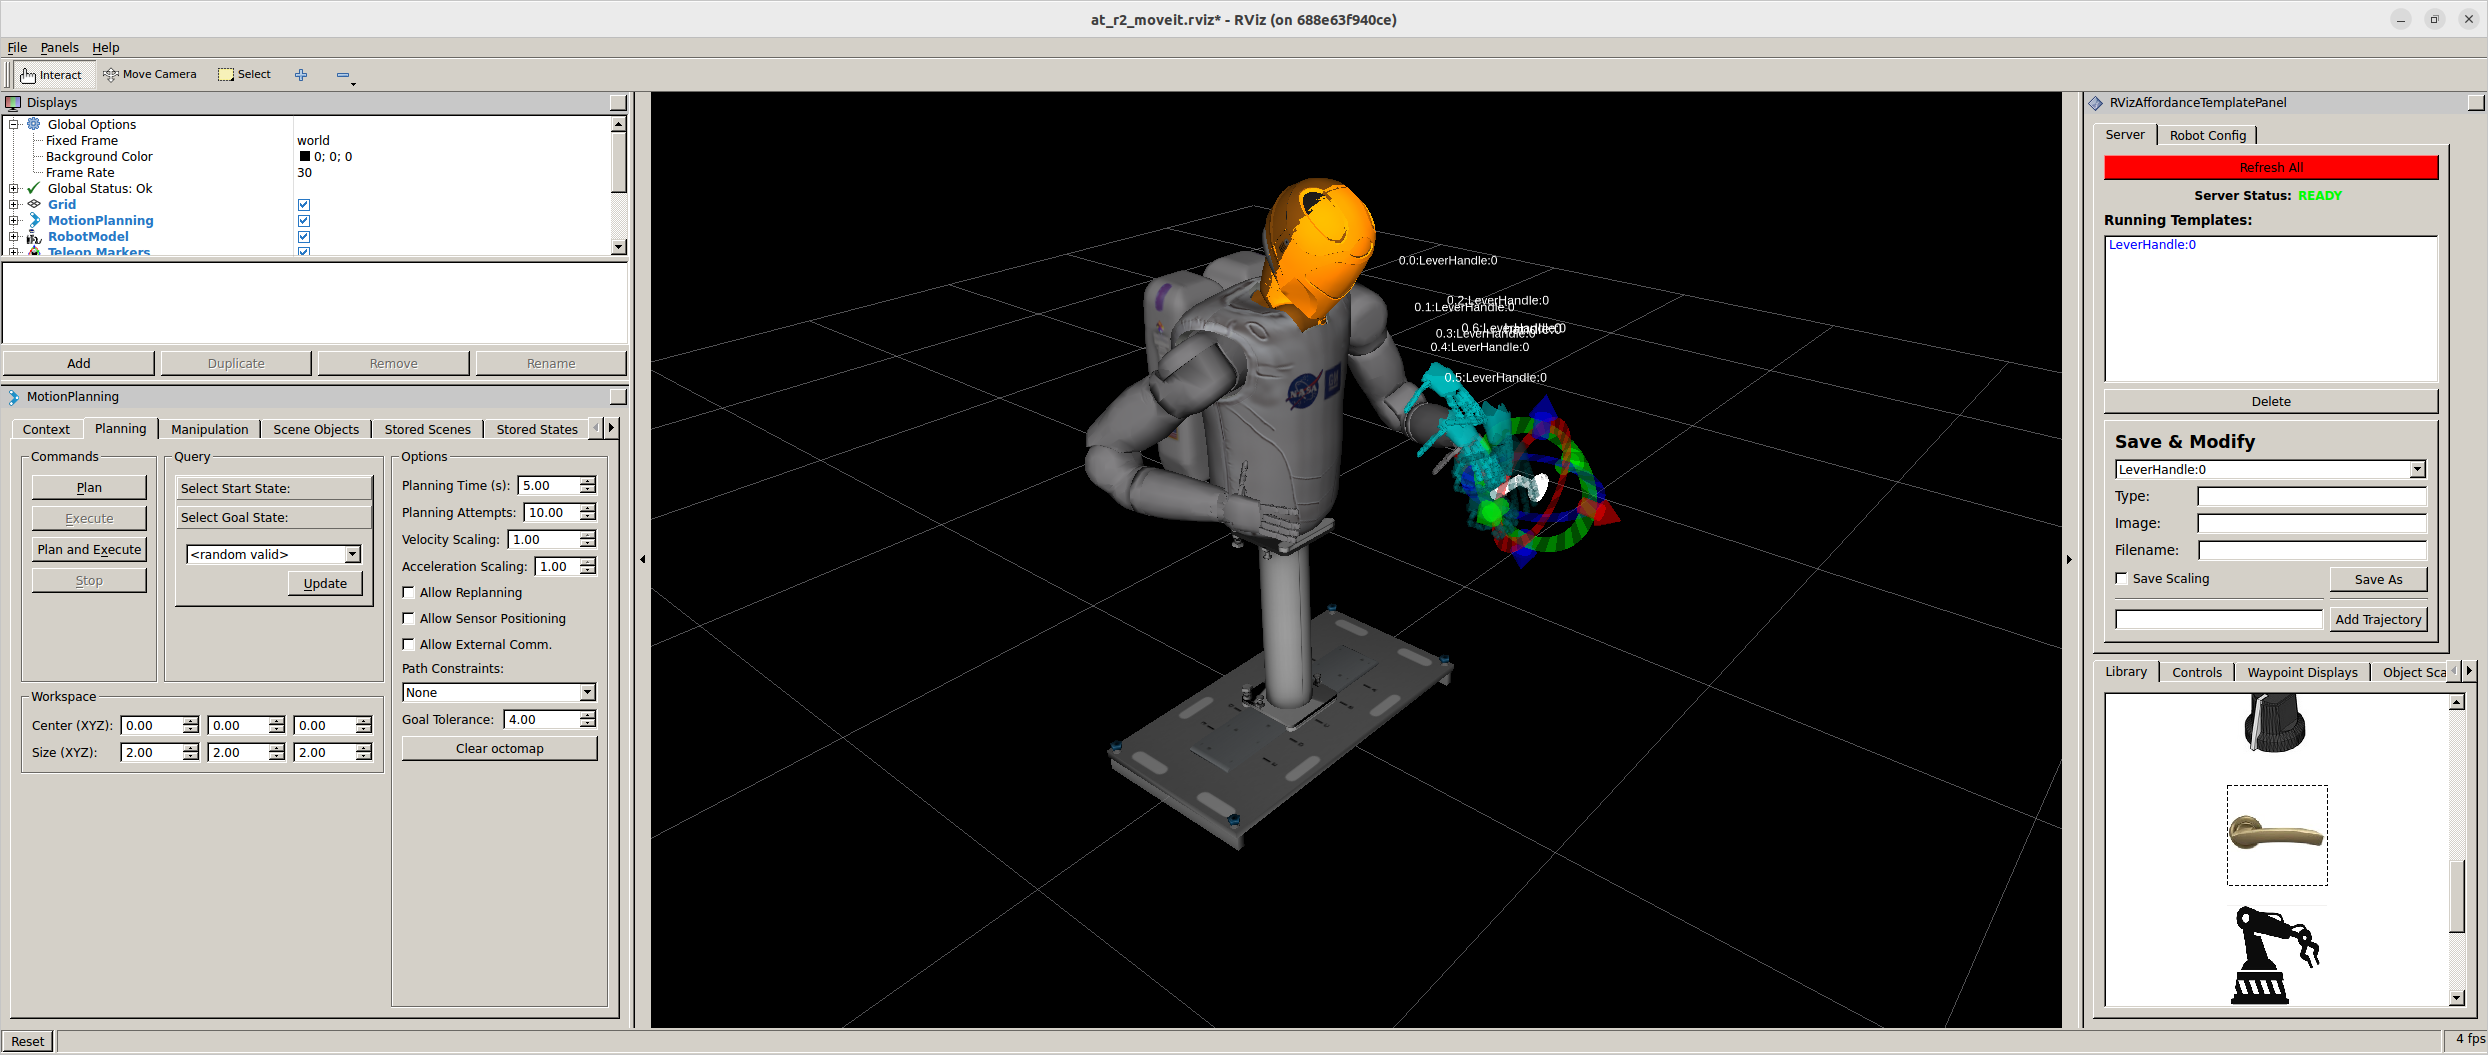 at_r2_moveit.rviz* - RViz (on 688e63f940ce)
File Panels Help
Interact Move Camera Select
Displays
Global Options
Fixed Frame world
Background Color 0; 0; 0
Frame Rate 30
Global Status: Ok
Grid
MotionPlanning
RobotModel
Teleop Markers
Add Duplicate Remove Rename
MotionPlanning
Context Planning Manipulation Scene Objects Stored Scenes Stored States
Commands
Plan
Execute
Plan and Execute
Stop
Query
Select Start State:
Select Goal State:
<random valid>
Update
Options
Planning Time (s): 5.00
Planning Attempts: 10.00
Velocity Scaling: 1.00
Acceleration Scaling: 1.00
Allow Replanning
Allow Sensor Positioning
Allow External Comm.
Path Constraints:
None
Goal Tolerance: 4.00
Clear octomap
Workspace
Center (XYZ): 0.00 0.00 0.00
Size (XYZ): 2.00 2.00 2.00
Reset
0.0:LeverHandle:0
0.2:LeverHandle:0
0.1:LeverHandle:0
0.6:LeverHandle:0
0.3:LeverHandle:0
0.4:LeverHandle:0
0.5:LeverHandle:0
NASA
GM
RVizAffordanceTemplatePanel
Server Robot Config
Refresh All
Server Status: READY
Running Templates:
LeverHandle:0
Delete
Save & Modify
LeverHandle:0
Type:
Image:
Filename:
Save Scaling Save As
Add Trajectory
Library Controls Waypoint Displays Object Sca
4 fps